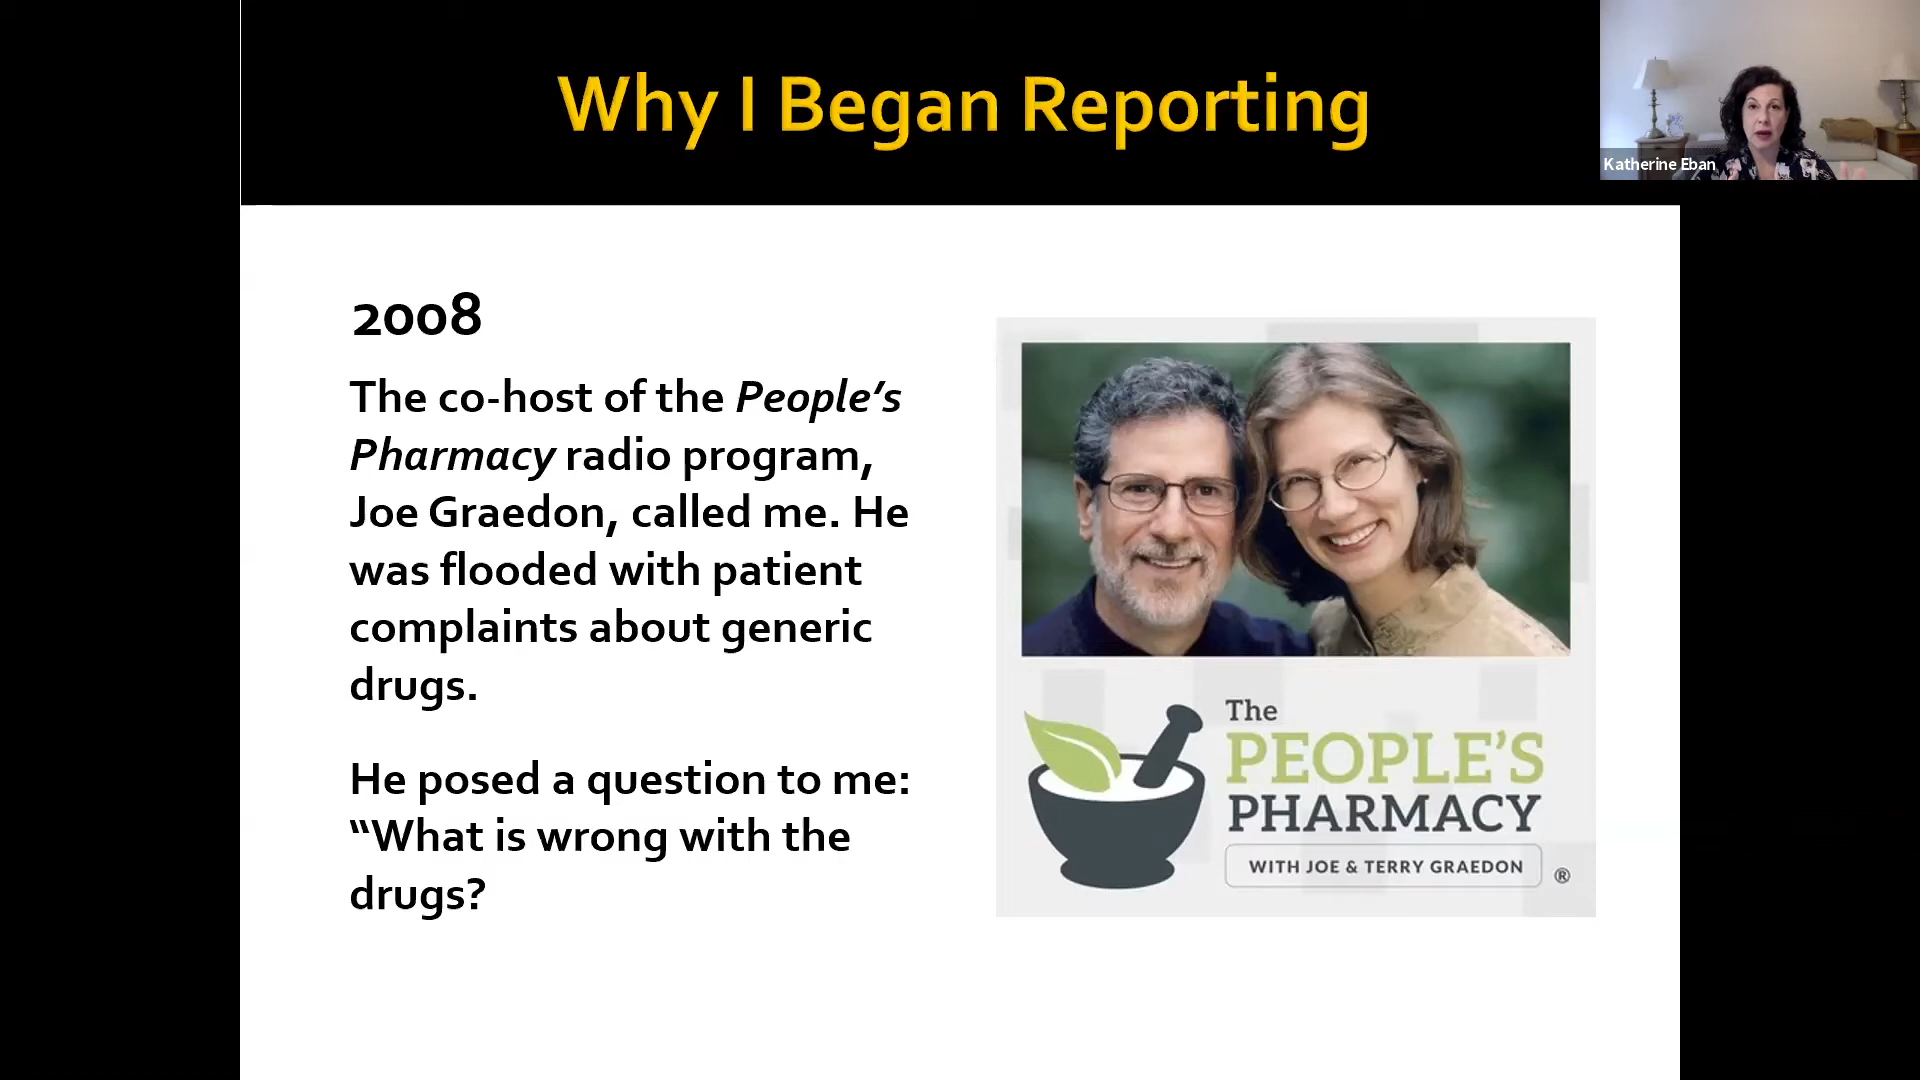 Why I Began Reporting
Katherine Eban
2008
The co-host of the People's
Pharmacy radio program,
Joe Graedon, called me. He
was flooded with patient
complaints about generic
drugs.
He posed a question to me:
“What is wrong with the
drugs?
The
PEOPLE'S
PHARMACY
WITH JOE & TERRY GRAEDON
®